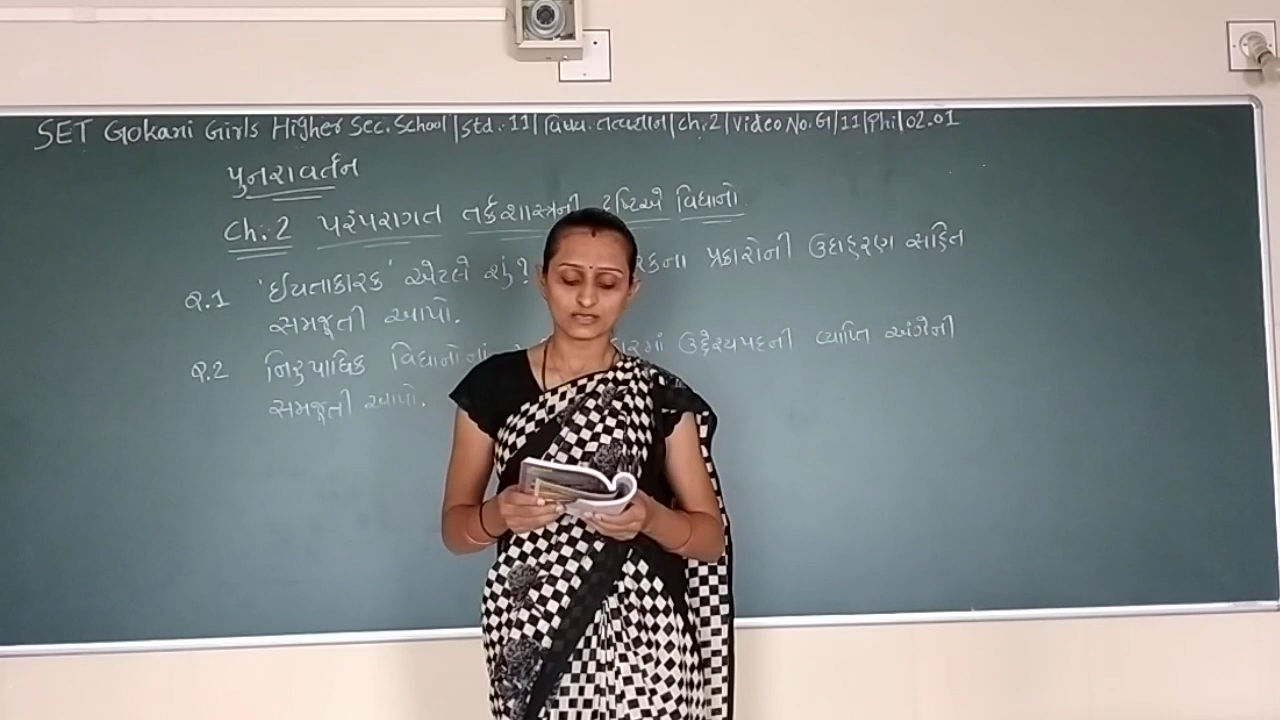 SET Gokani Girls Higher Sec. School | Std.-11 | વિષય. તત્વજ્ઞાન | Ch.2 | Video No. G/11/Phil/02.01
પુનરાવર્તન
Ch:2 પરંપરાગત તર્કશાસ્ત્રની દૃષ્ટિએ વિધાનો
પ્ર.1 'ઈયતાકારક' એટલે શું? પ્રકારોની ઉદાહરણ સહિત
સમજૂતી આપો.
પ્ર.2 નિરુપાધિક વિધાનોનાં ઉદ્દેશ્યપદની વ્યાપ્તિ અંગેની
સમજૂતી આપો.